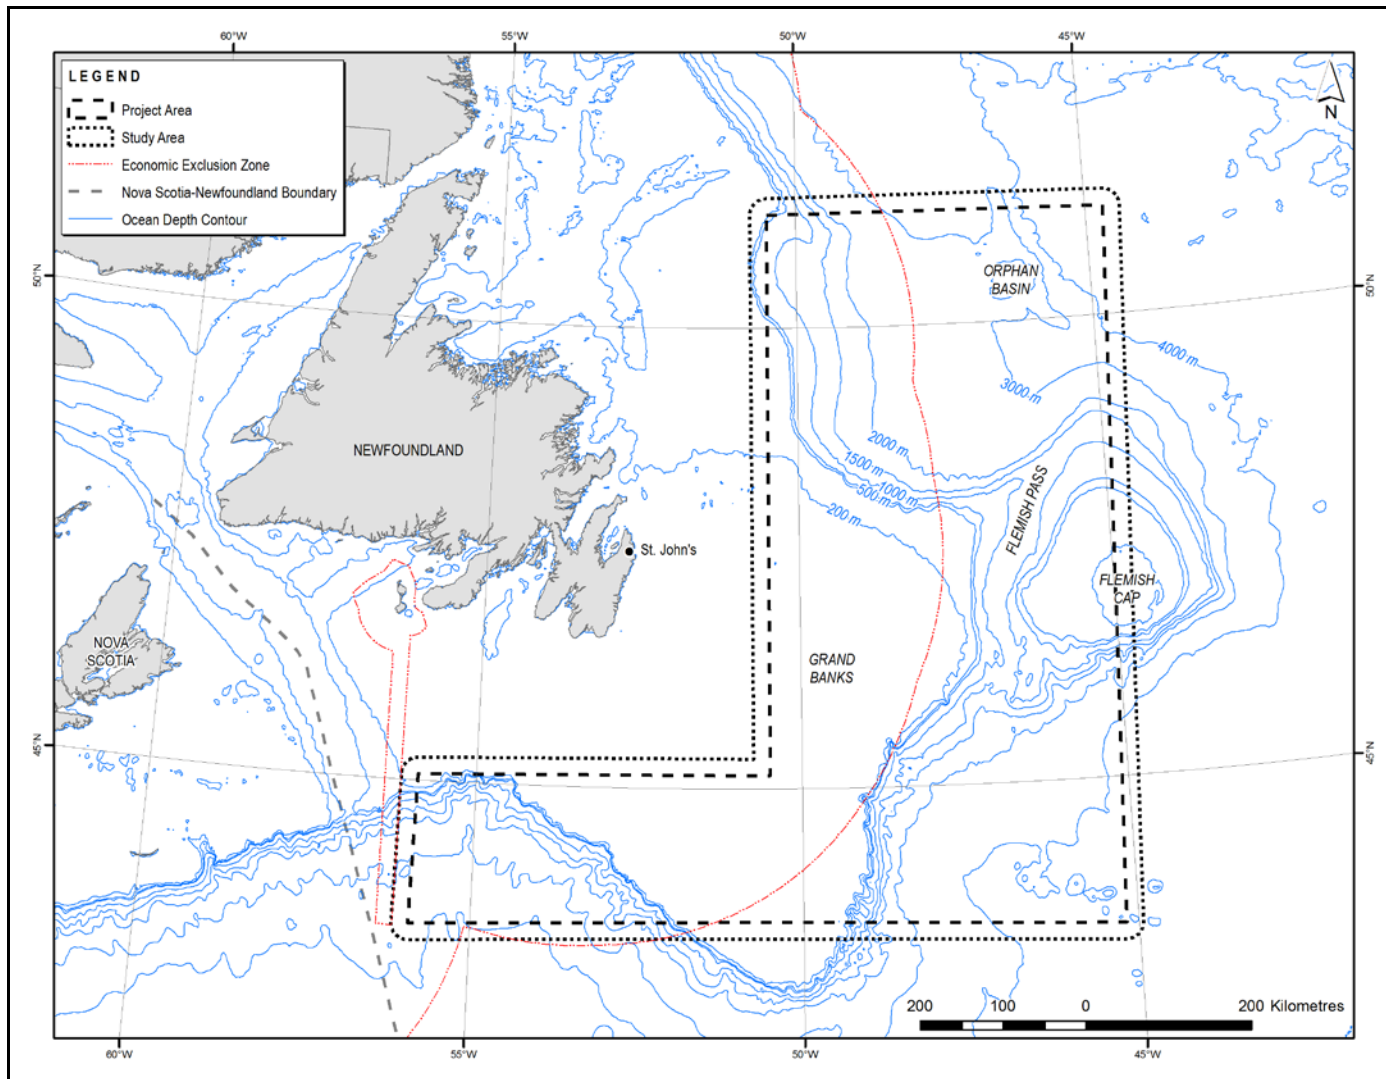 60°W
55°W
50°W
45°W
LEGEND
Project Area
Study Area
Economic Exclusion Zone
Nova Scotia-Newfoundland Boundary
Ocean Depth Contour
N
50°N
50°N
ORPHAN
BASIN
4000 m
3000 m
2000 m
1500 m
1000 m
500 m
200 m
NEWFOUNDLAND
FLEMISH PASS
St. John's
FLEMISH
CAP
NOVA
SCOTIA
GRAND
BANKS
45°N
45°N
200 100 0 200 Kilometres
60°W
55°W
50°W
45°W